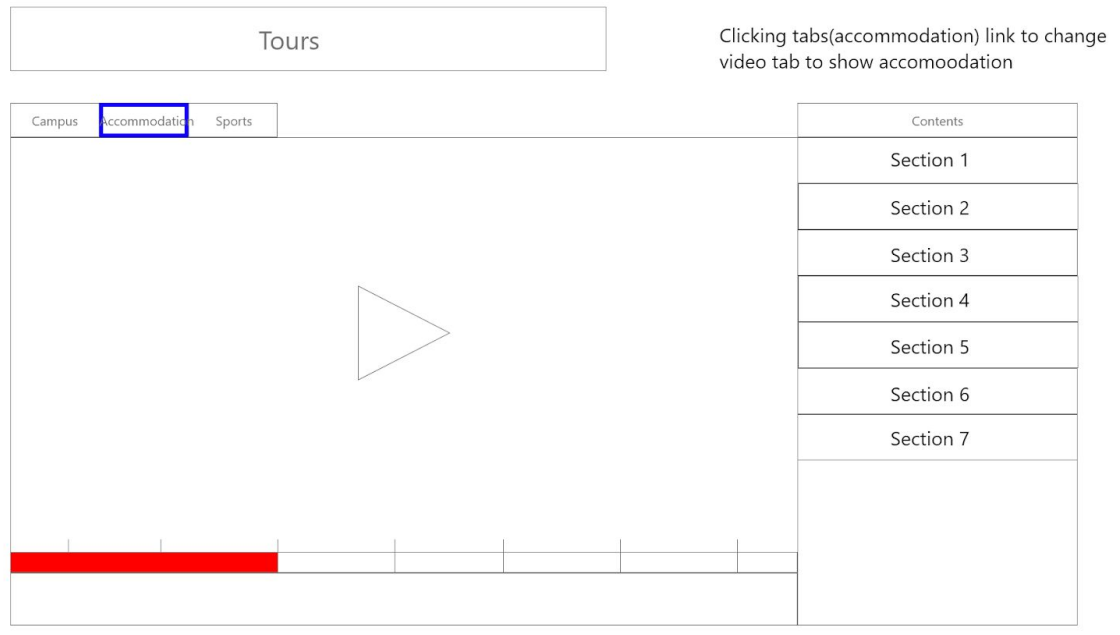 Tours
Clicking tabs(accommodation) link to change
video tab to show accomoodation
Campus
Accommodation
Sports
Contents
Section 1
Section 2
Section 3
Section 4
Section 5
Section 6
Section 7